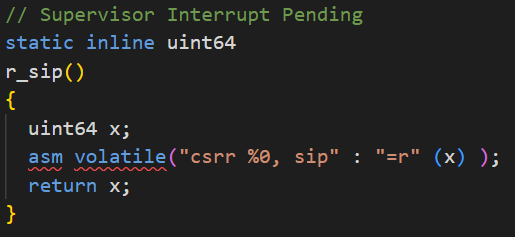 // Supervisor Interrupt Pending
static inline uint64
r_sip()
{
  uint64 x;
  asm volatile("csrr %0, sip" : "=r" (x) );
  return x;
}